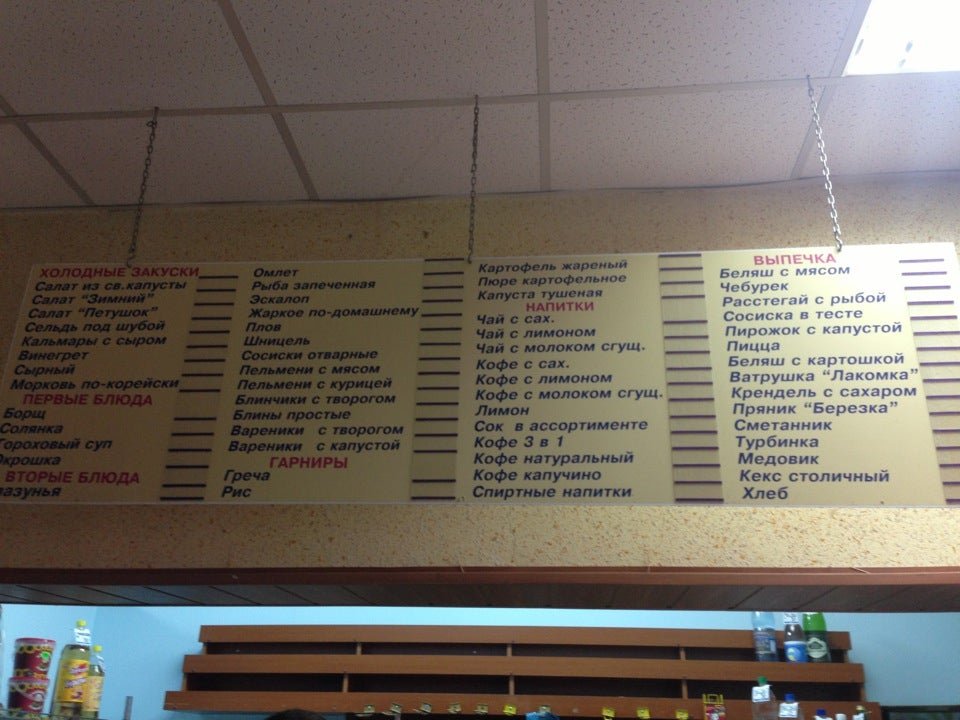 ХОЛОДНЫЕ ЗАКУСКИ
Салат из св.капусты
Салат "Зимний"
Салат "Петушок"
Сельдь под шубой
Кальмары с сыром
Винегрет
Сырный
Морковь по-корейски
ПЕРВЫЕ БЛЮДА
Борщ
Солянка
Гороховый суп
Окрошка
ВТОРЫЕ БЛЮДА
лазунья
Омлет
Рыба запеченная
Эскалоп
Жаркое по-домашнему
Плов
Шницель
Сосиски отварные
Пельмени с мясом
Пельмени с курицей
Блинчики с творогом
Блины простые
Вареники с творогом
Вареники с капустой
ГАРНИРЫ
Греча
Рис
Картофель жареный
Пюре картофельное
Капуста тушеная
НАПИТКИ
Чай с сах.
Чай с лимоном
Чай с молоком сгущ.
Кофе с сах.
Кофе с лимоном
Кофе с молоком сгущ.
Лимон
Сок в ассортименте
Кофе 3 в 1
Кофе натуральный
Кофе капучино
Спиртные напитки
ВЫПЕЧКА
Беляш с мясом
Чебурек
Расстегай с рыбой
Сосиска в тесте
Пирожок с капустой
Пицца
Беляш с картошкой
Ватрушка "Лакомка"
Крендель с сахаром
Пряник "Березка"
Сметанник
Турбинка
Медовик
Кекс столичный
Хлеб